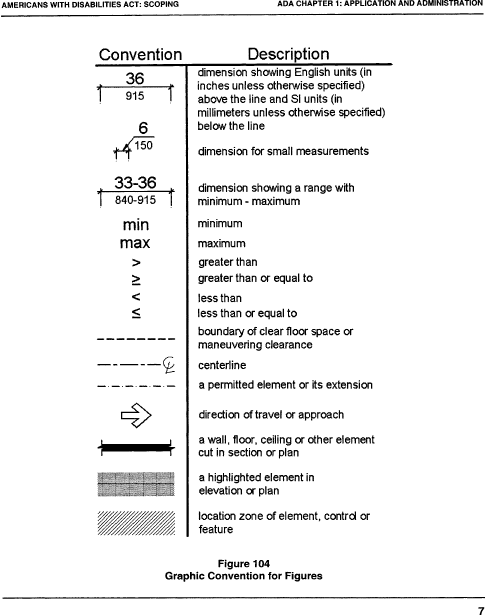 AMERICANS WITH DISABILITIES ACT: SCOPING
ADA CHAPTER 1: APPLICATION AND ADMINISTRATION
Convention Description
36
915
dimension showing English units (in
inches unless otherwise specified)
above the line and SI units (in
millimeters unless otherwise specified)
below the line
6
150
dimension for small measurements
33-36
840-915
dimension showing a range with
minimum - maximum
min minimum
max maximum
> greater than
≥ greater than or equal to
< less than
≤ less than or equal to
boundary of clear floor space or
maneuvering clearance
℄ centerline
a permitted element or its extension
direction of travel or approach
a wall, floor, ceiling or other element
cut in section or plan
a highlighted element in
elevation or plan
location zone of element, control or
feature
Figure 104
Graphic Convention for Figures
7